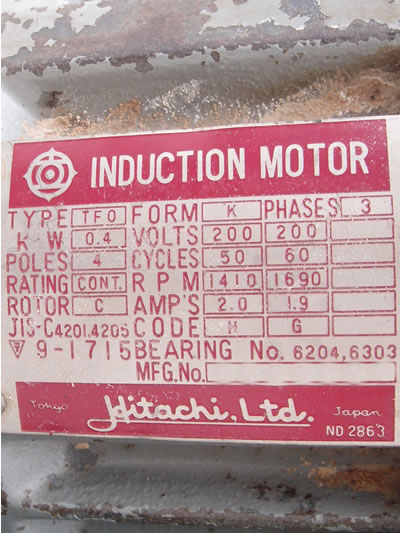 INDUCTION MOTOR
TYPE TFO FORM K PHASES 3
KW 0.4 VOLTS 200 200
POLES 4 CYCLES 50 60
RATING CONT. RPM 1410 1690
ROTOR C AMP'S 2.0 1.9
JIS-C4201,4205 CODE H G
9-1715 BEARING No. 6204,6303
MFG.No.
Tokyo Hitachi, Ltd. Japan
ND 2863